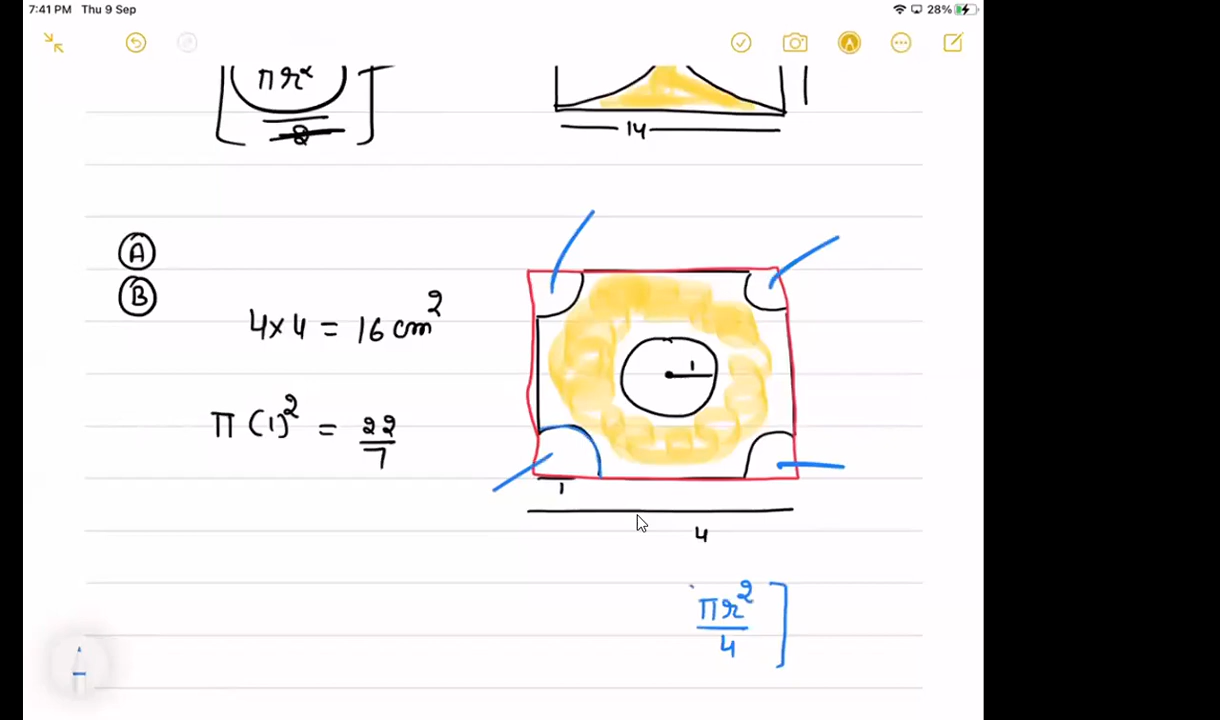 7:41 PM Thu 9 Sep
28%
πr²
2
14
A
B
4×4 = 16 cm²
π (1)² = 22/7
1
1
4
πr²/4 ]